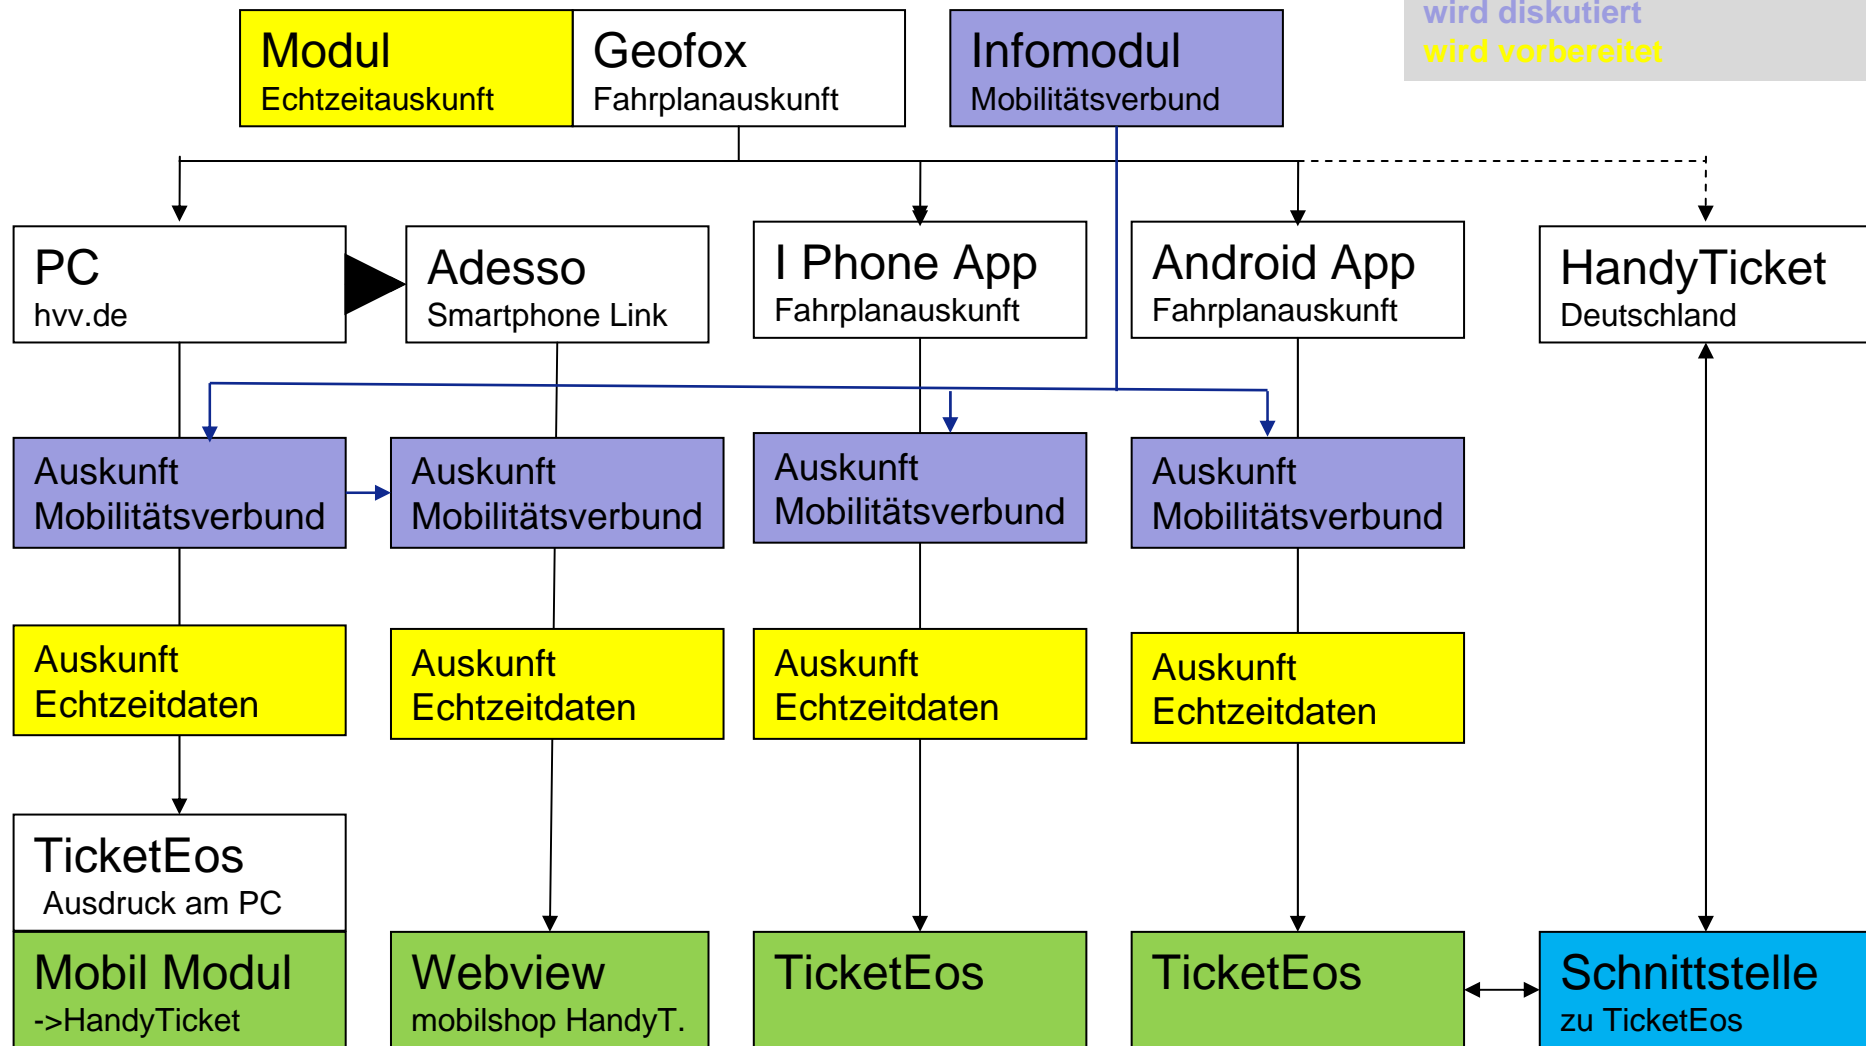 wird diskutiert
wird vorbereitet
Modul
Echtzeitauskunft
Geofox
Fahrplanauskunft
Infomodul
Mobilitätsverbund
PC
hvv.de
Adesso
Smartphone Link
I Phone App
Fahrplanauskunft
Android App
Fahrplanauskunft
HandyTicket
Deutschland
Auskunft
Mobilitätsverbund
Auskunft
Mobilitätsverbund
Auskunft
Mobilitätsverbund
Auskunft
Mobilitätsverbund
Auskunft
Echtzeitdaten
Auskunft
Echtzeitdaten
Auskunft
Echtzeitdaten
Auskunft
Echtzeitdaten
TicketEos
Ausdruck am PC
Mobil Modul
->HandyTicket
Webview
mobilshop HandyT.
TicketEos
TicketEos
Schnittstelle
zu TicketEos